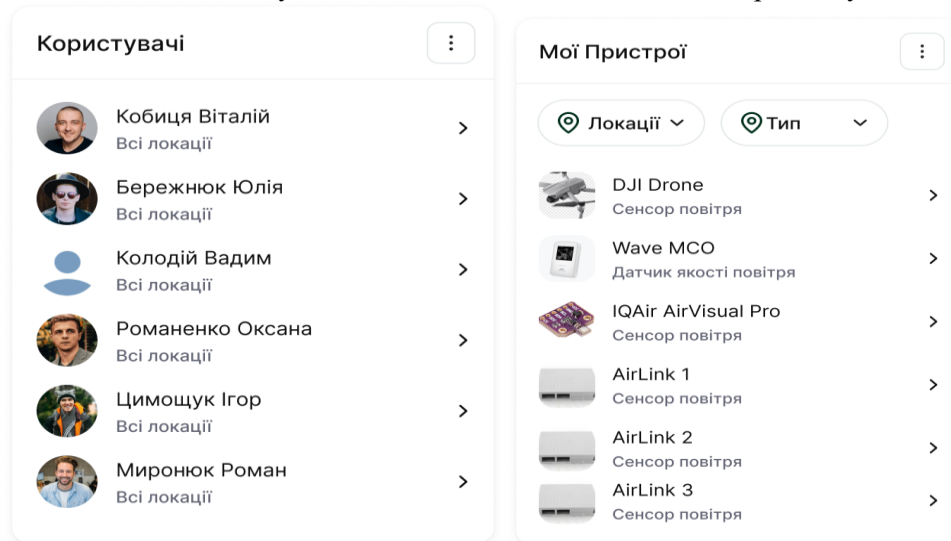 Користувачі
Кобиця Віталій
Всі локації
Бережнюк Юлія
Всі локації
Колодій Вадим
Всі локації
Романенко Оксана
Всі локації
Цимощук Ігор
Всі локації
Миронюк Роман
Всі локації
Мої Пристрої
Локації Тип
DJI Drone
Сенсор повітря
Wave MCO
Датчик якості повітря
IQAir AirVisual Pro
Сенсор повітря
AirLink 1
Сенсор повітря
AirLink 2
Сенсор повітря
AirLink 3
Сенсор повітря